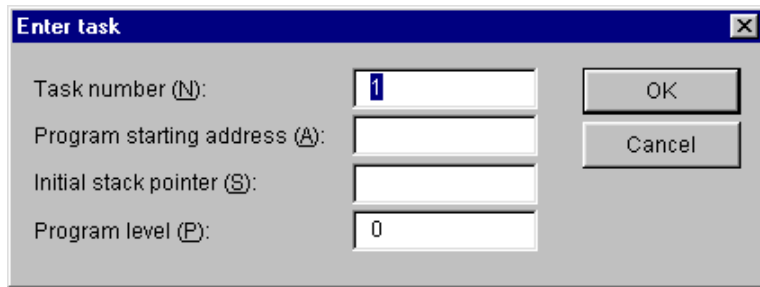 Enter task
Task number (N): 1
Program starting address (A):
Initial stack pointer (S):
Program level (P): 0
OK
Cancel